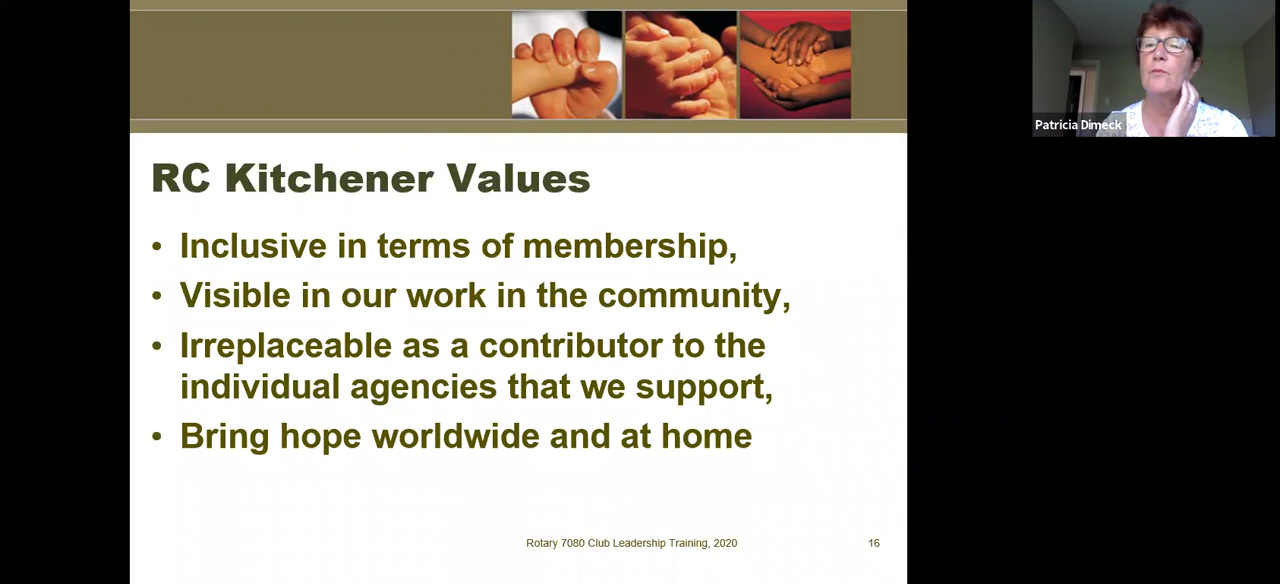 Patricia Dimeck
RC Kitchener Values
• Inclusive in terms of membership,
• Visible in our work in the community,
• Irreplaceable as a contributor to the
individual agencies that we support,
• Bring hope worldwide and at home
Rotary 7080 Club Leadership Training, 2020
16